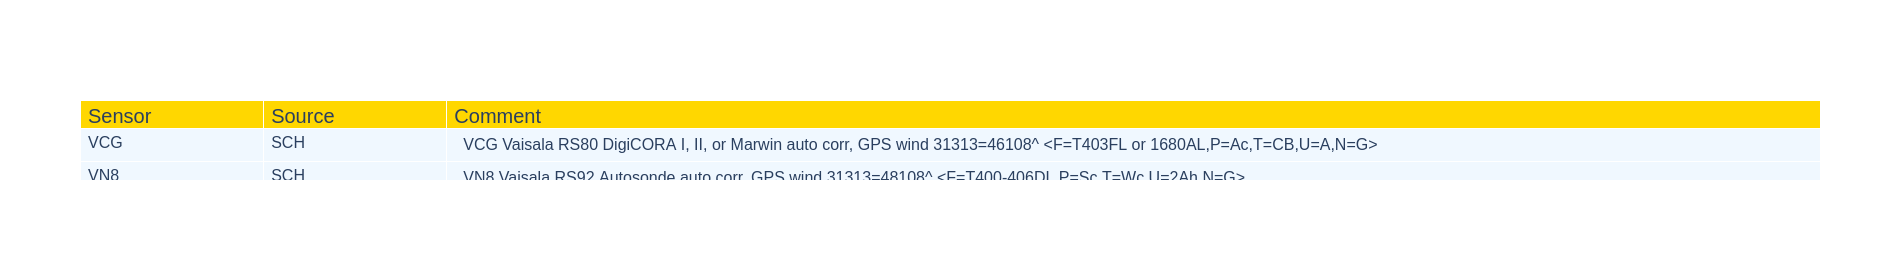 Sensor Source Comment
VCG SCH VCG Vaisala RS80 DigiCORA I, II, or Marwin auto corr, GPS wind 31313=46108^ <F=T403FL or 1680AL,P=Ac,T=CB,U=A,N=G>
VN8 SCH VN8 Vaisala RS92 Autosonde auto corr, GPS wind 31313=48108^ <F=T400-406DL,P=Sc,T=Wc,U=2Ah,N=G>